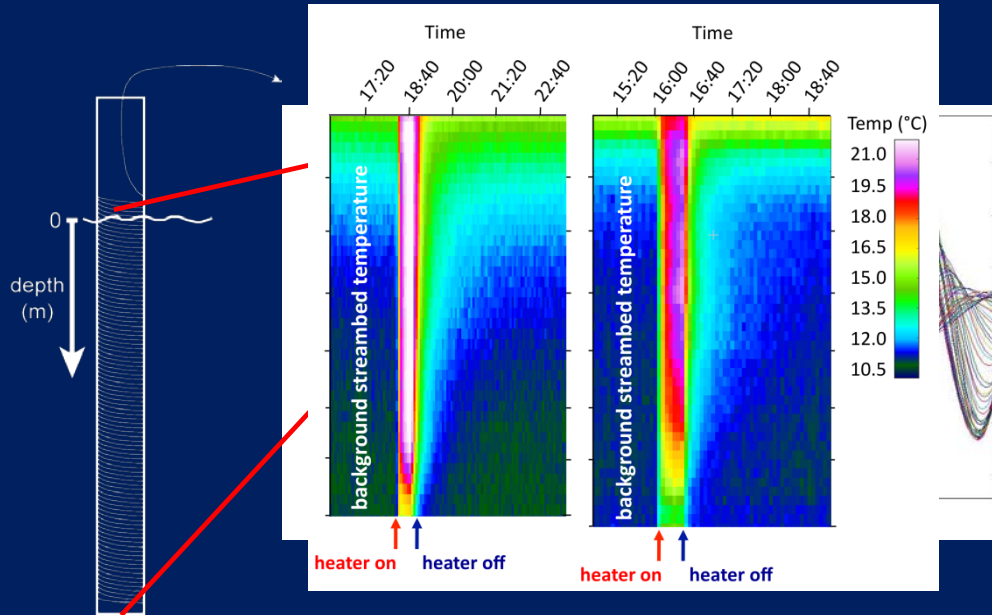 0
depth
(m)
Time
17:20
18:40
20:00
21:20
22:40
background streambed temperature
heater on
heater off
Time
15:20
16:00
16:40
17:20
18:00
18:40
background streambed temperature
heater on
heater off
Temp (°C)
21.0
19.5
18.0
16.5
15.0
13.5
12.0
10.5